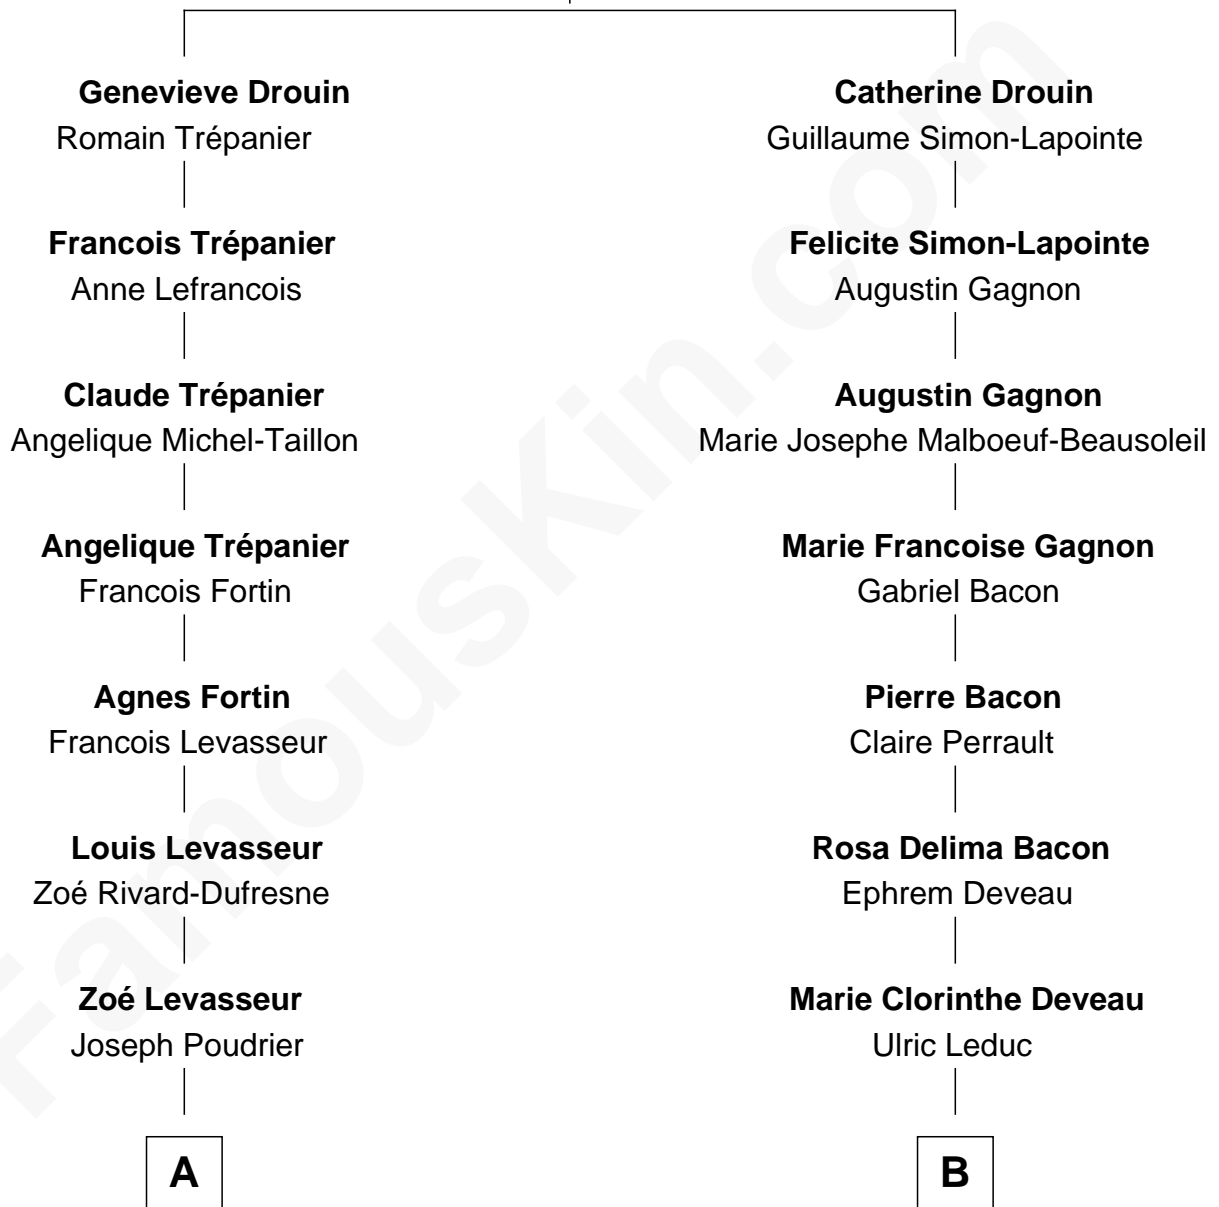 Genevieve Drouin
Romain Trépanier
Francois Trépanier
Anne Lefrancois
Claude Trépanier
Angelique Michel-Taillon
Angelique Trépanier
Francois Fortin
Agnes Fortin
Francois Levasseur
Louis Levasseur
Zoé Rivard-Dufresne
Zoé Levasseur
Joseph Poudrier
A
Catherine Drouin
Guillaume Simon-Lapointe
Felicite Simon-Lapointe
Augustin Gagnon
Augustin Gagnon
Marie Josephe Malboeuf-Beausoleil
Marie Francoise Gagnon
Gabriel Bacon
Pierre Bacon
Claire Perrault
Rosa Delima Bacon
Ephrem Deveau
Marie Clorinthe Deveau
Ulric Leduc
B
FamousKin.com